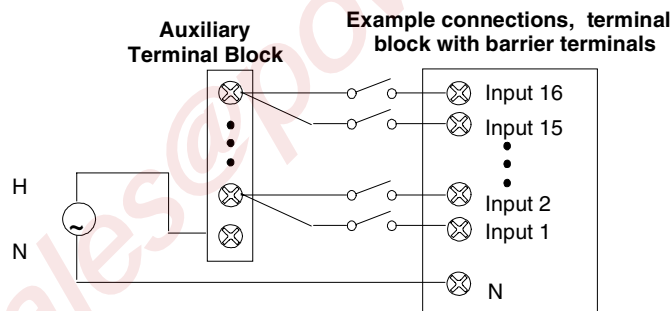 Auxiliary
Terminal Block
Example connections, terminal
block with barrier terminals
Input 16
Input 15
H
Input 2
N
Input 1
N